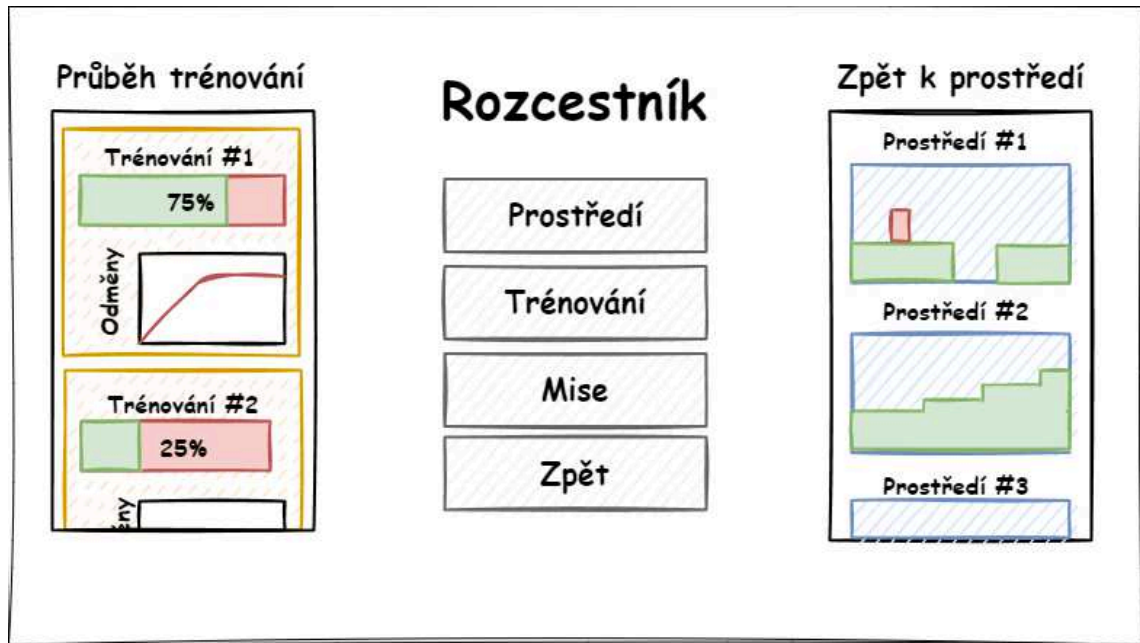 Průběh trénování
Trénování #1
75%
Odměny
Trénování #2
25%
Rozcestník
Prostředí
Trénování
Mise
Zpět
Zpět k prostředí
Prostředí #1
Prostředí #2
Prostředí #3